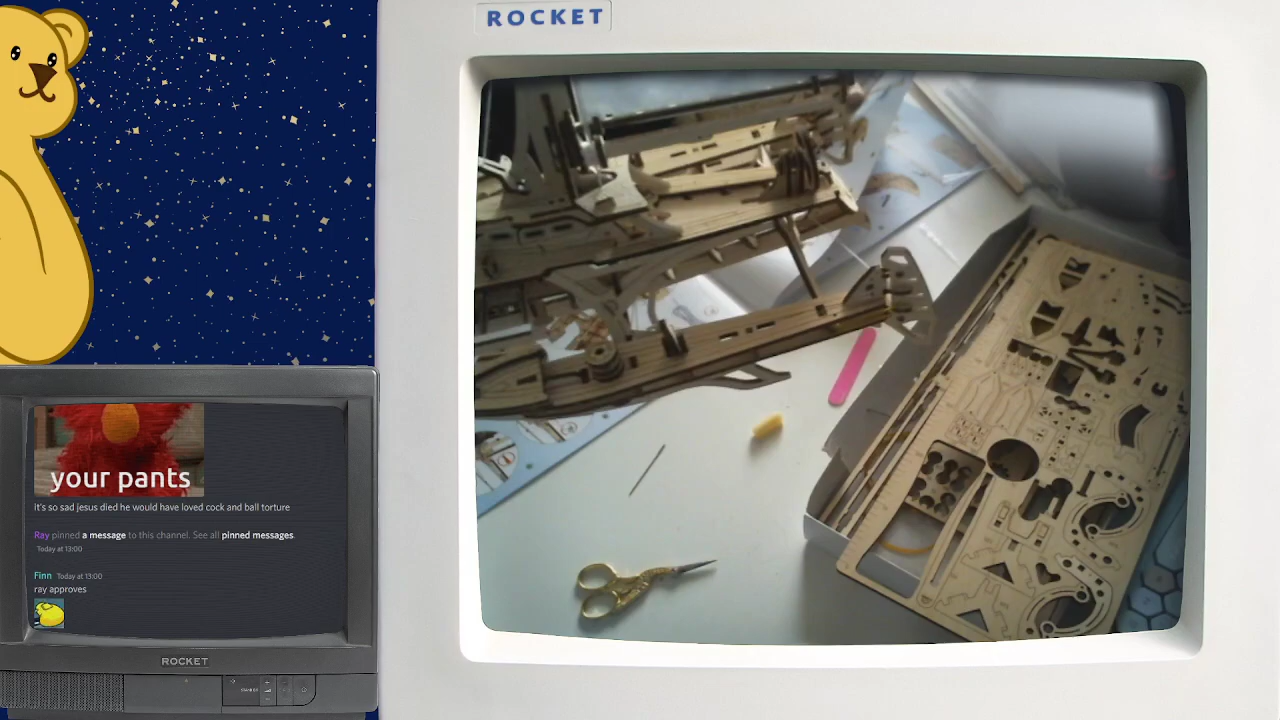 ROCKET
your pants
It's so sad jesus died he would have loved cock and ball torture
Ray pinned a message to this channel. See all pinned messages.
Today at 13:00
Finn Today at 13:00
ray approves
ROCKET